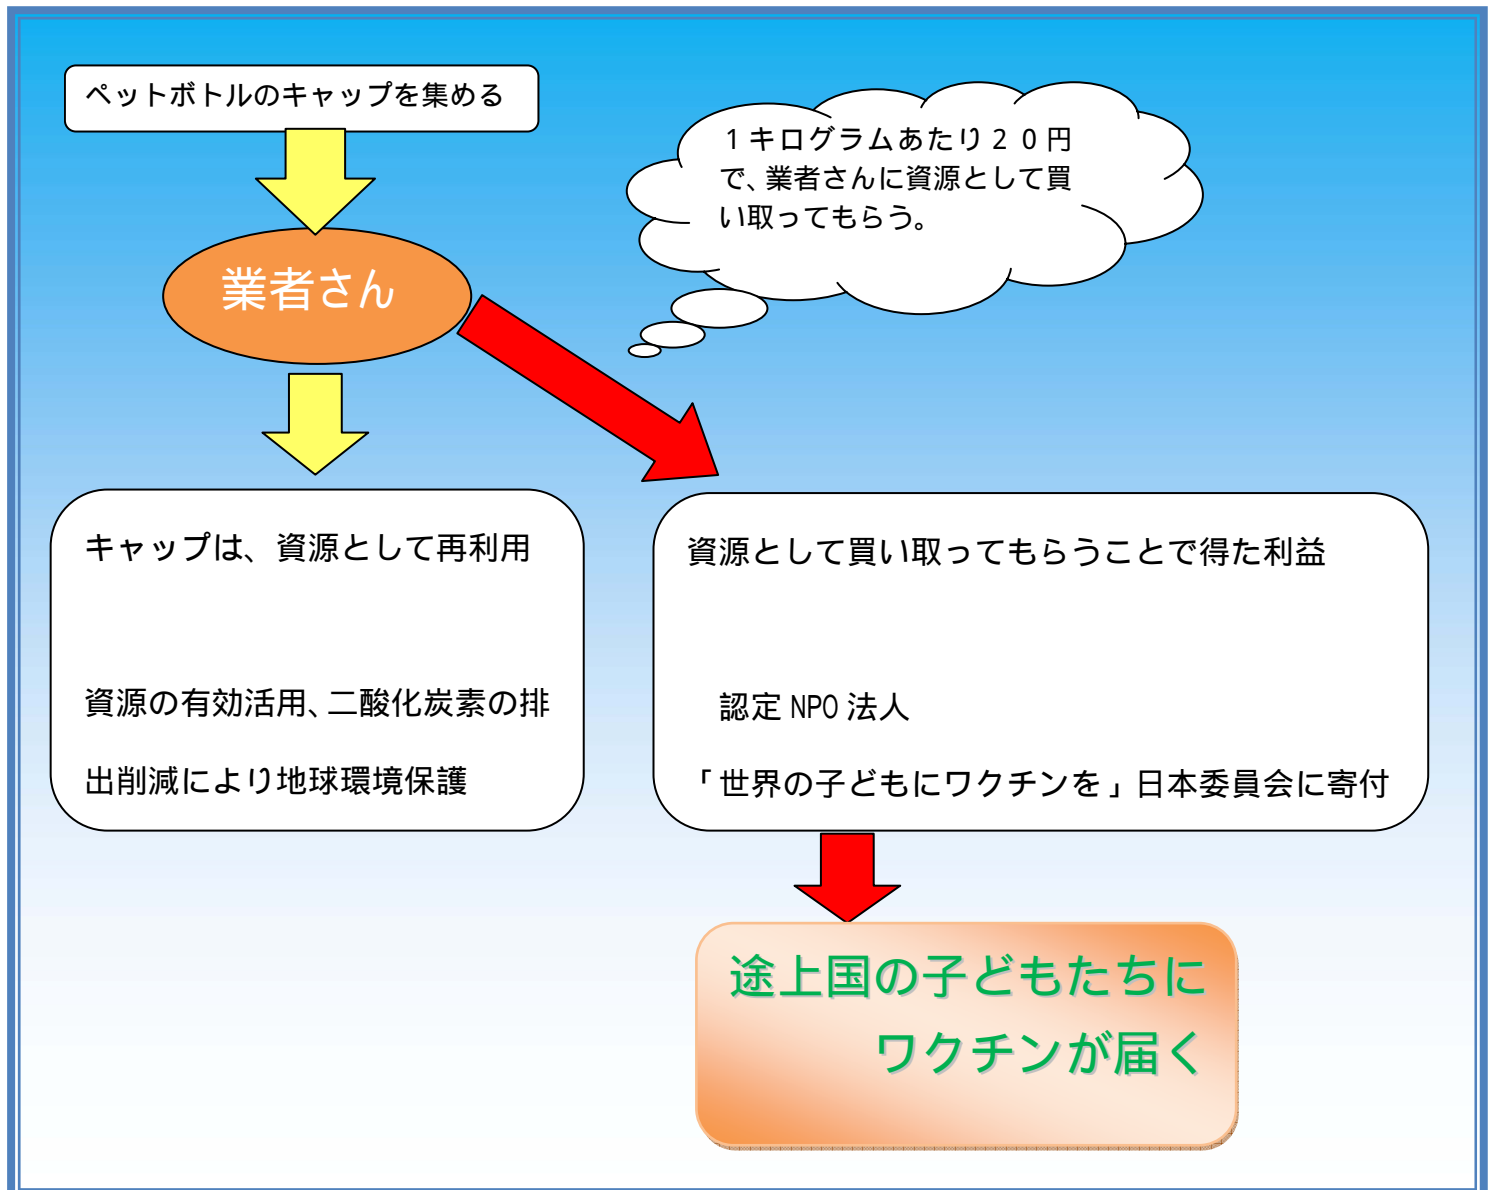 ペットボトルのキャップを集める
1キログラムあたり20円
で、業者さんに資源として買
い取ってもらう。
業者さん
キャップは、資源として再利用
資源の有効活用、二酸化炭素の排
出削減により地球環境保護
資源として買い取ってもらうことで得た利益
認定 NPO 法人
「世界の子どもにワクチンを」日本委員会に寄付
途上国の子どもたちに
ワクチンが届く